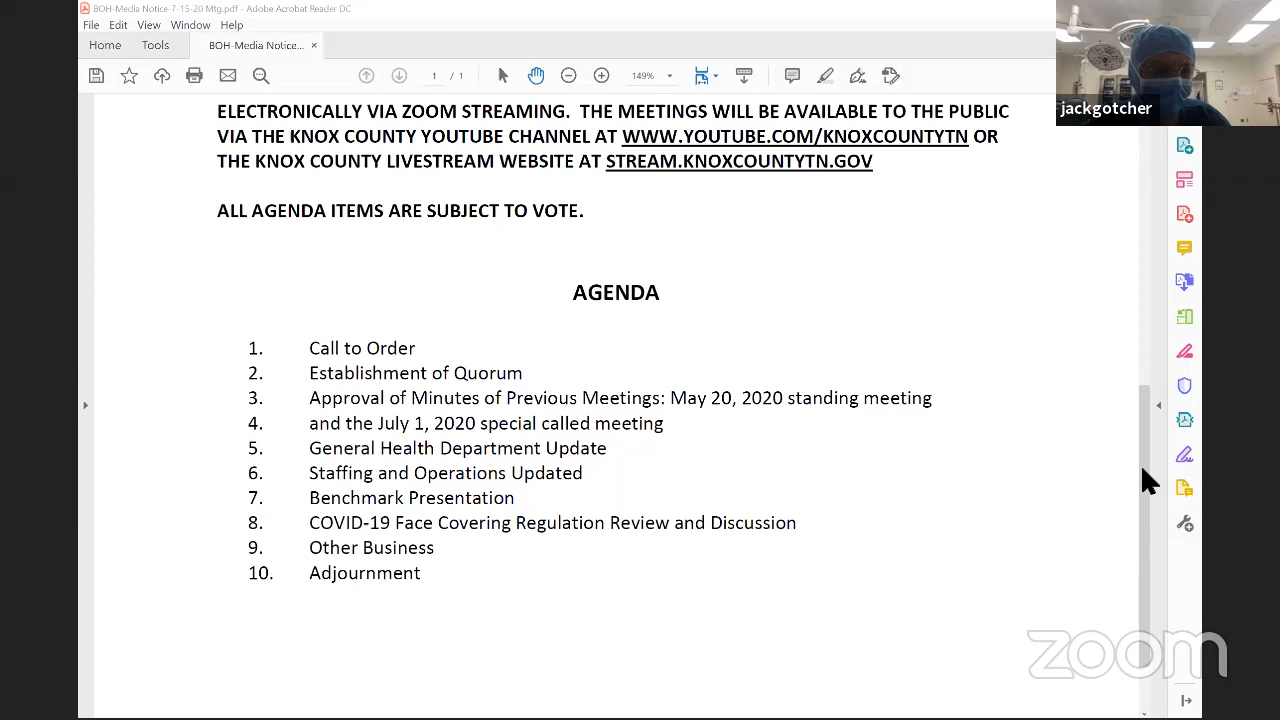 BOH-Media Notice-7-15-20 Mtg.pdf - Adobe Acrobat Reader DC
File Edit View Window Help
Home Tools BOH-Media Notice... ×
1 / 1 149%
jackgotcher
ELECTRONICALLY VIA ZOOM STREAMING. THE MEETINGS WILL BE AVAILABLE TO THE PUBLIC
VIA THE KNOX COUNTY YOUTUBE CHANNEL AT WWW.YOUTUBE.COM/KNOXCOUNTYTN OR
THE KNOX COUNTY LIVESTREAM WEBSITE AT STREAM.KNOXCOUNTYTN.GOV
ALL AGENDA ITEMS ARE SUBJECT TO VOTE.
AGENDA
1. Call to Order
2. Establishment of Quorum
3. Approval of Minutes of Previous Meetings: May 20, 2020 standing meeting
4. and the July 1, 2020 special called meeting
5. General Health Department Update
6. Staffing and Operations Updated
7. Benchmark Presentation
8. COVID-19 Face Covering Regulation Review and Discussion
9. Other Business
10. Adjournment
zoom